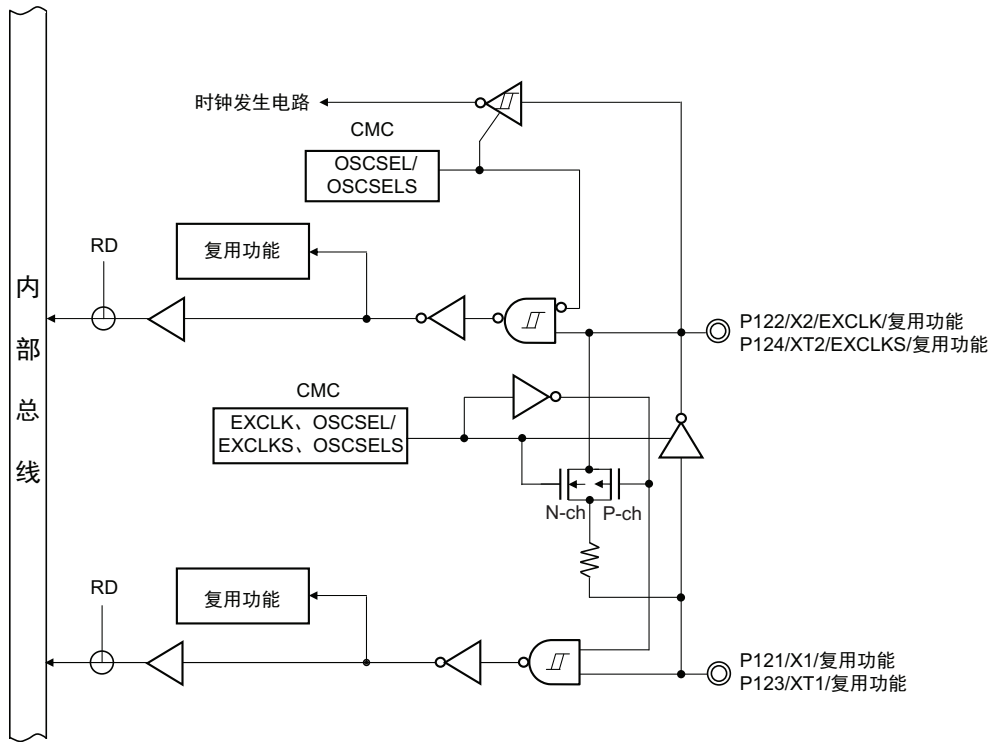 时钟发生电路
CMC
OSCSEL/
OSCSELS
RD
复用功能
内部总线
P122/X2/EXCLK/复用功能
P124/XT2/EXCLKS/复用功能
CMC
EXCLK、OSCSEL/
EXCLKS、OSCSELS
N-ch
P-ch
RD
复用功能
P121/X1/复用功能
P123/XT1/复用功能